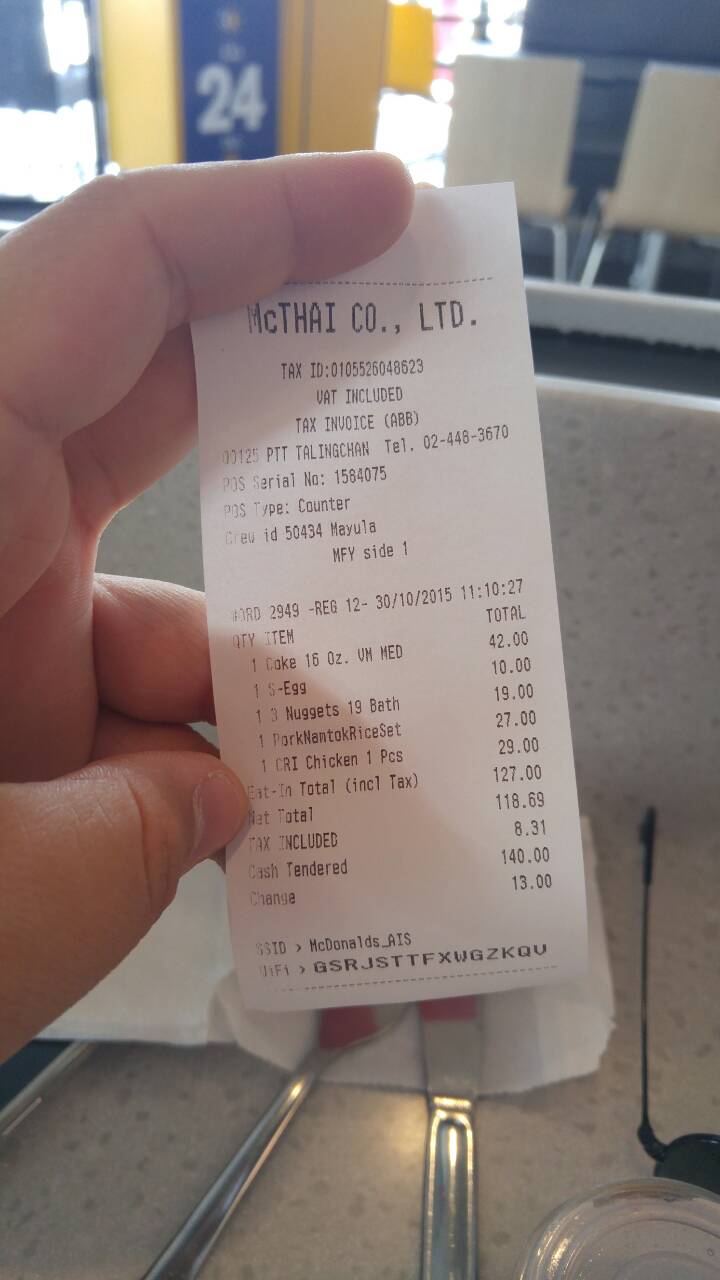 24
McTHAI CO., LTD.
TAX ID:0105526048623
VAT INCLUDED
TAX INVOICE (ABB)
00125 PTT TALINGCHAN Tel. 02-448-3670
POS Serial No: 1584075
POS Type: Counter
Crew id 50434 Mayula
MFY side 1
#ORD 2949 -REG 12- 30/10/2015 11:10:27
QTY ITEM TOTAL
1 Coke 16 Oz. VM MED 42.00
1 S-Egg 10.00
1 3 Nuggets 19 Bath 19.00
1 PorkNamtokRiceSet 27.00
1 CRI Chicken 1 Pcs 29.00
Eat-In Total (incl Tax) 127.00
Net Total 118.69
TAX INCLUDED 8.31
Cash Tendered 140.00
Change 13.00
SSID > McDonalds_AIS
WiFi > GSRJSTTFXWGZKQV